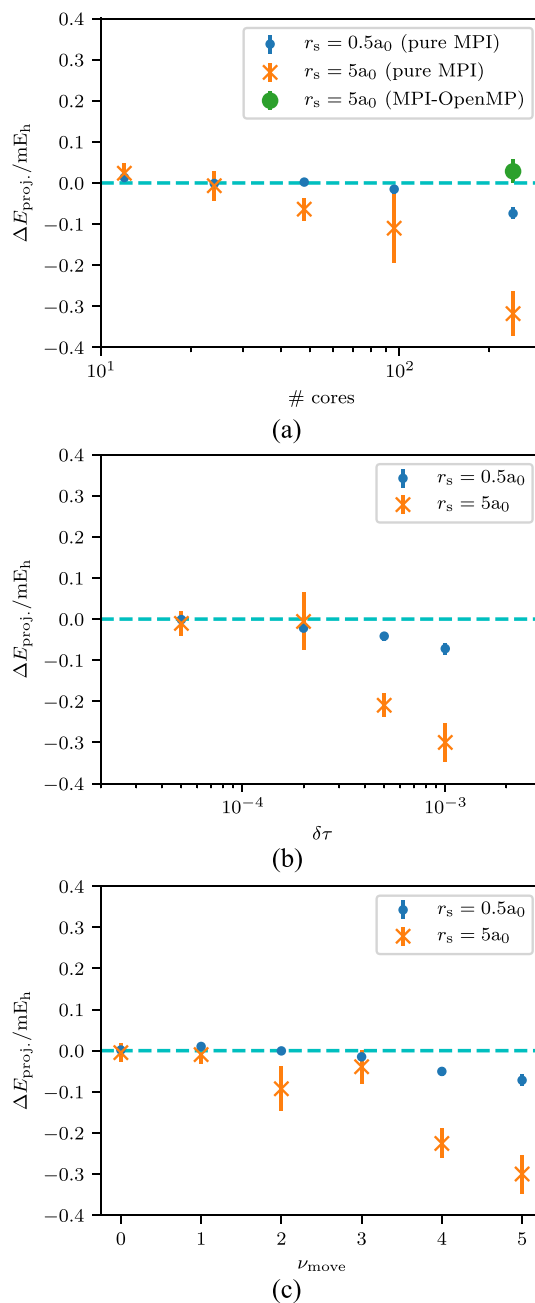 0.4
r_s = 0.5a_0 (pure MPI)
0.3
r_s = 5a_0 (pure MPI)
0.2
r_s = 5a_0 (MPI-OpenMP)
0.1
ΔE_proj./mE_h
0.0
−0.1
−0.2
−0.3
−0.4
10^1
10^2
# cores
(a)
0.4
r_s = 0.5a_0
0.3
r_s = 5a_0
0.2
0.1
ΔE_proj./mE_h
0.0
−0.1
−0.2
−0.3
−0.4
10^−4
10^−3
δτ
(b)
0.4
r_s = 0.5a_0
0.3
r_s = 5a_0
0.2
0.1
ΔE_proj./mE_h
0.0
−0.1
−0.2
−0.3
−0.4
0 1 2 3 4 5
ν_move
(c)